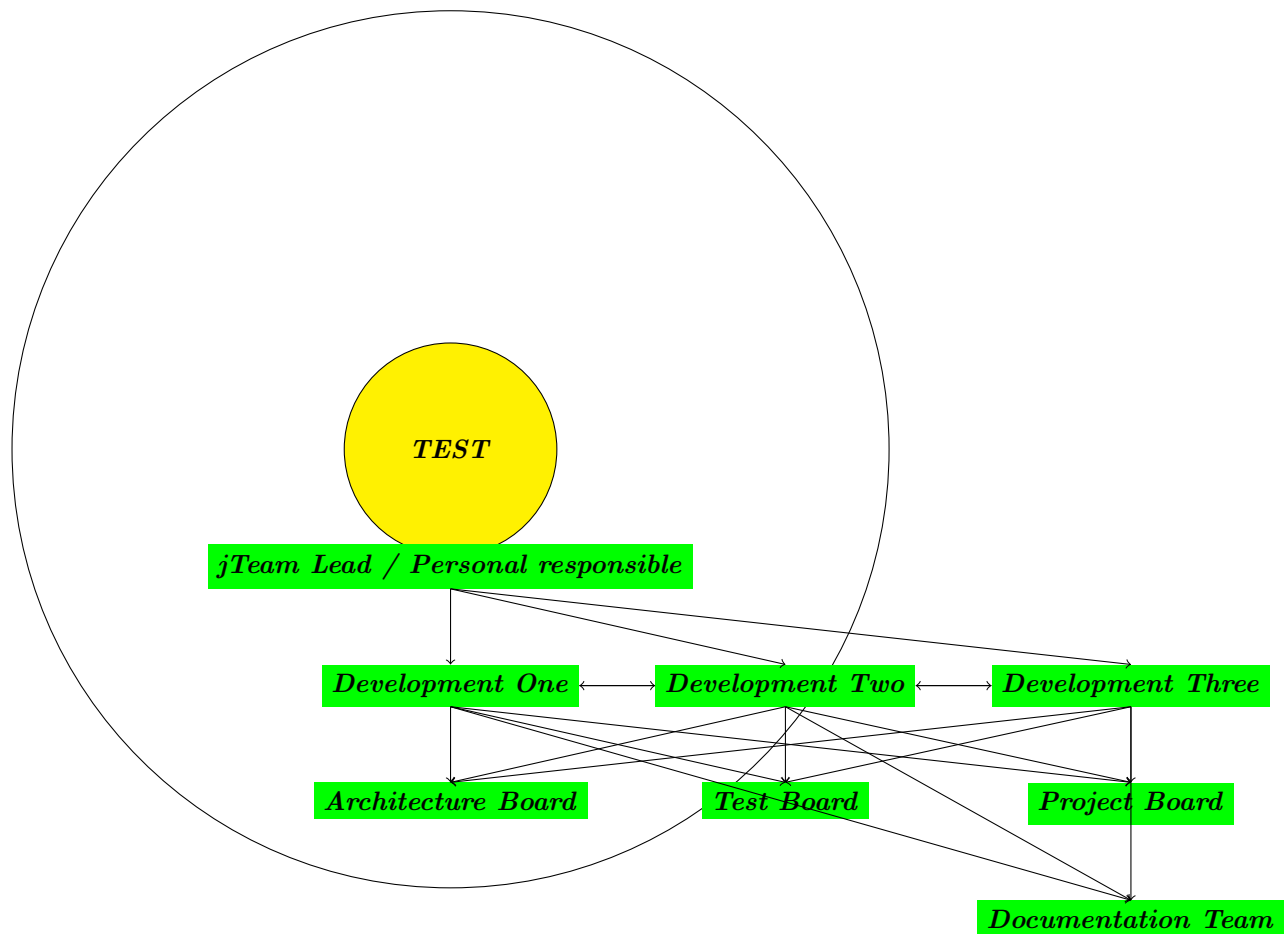 TEST
jTeam Lead / Personal responsible
Development One
Development Two
Development Three
Architecture Board
Test Board
Project Board
Documentation Team